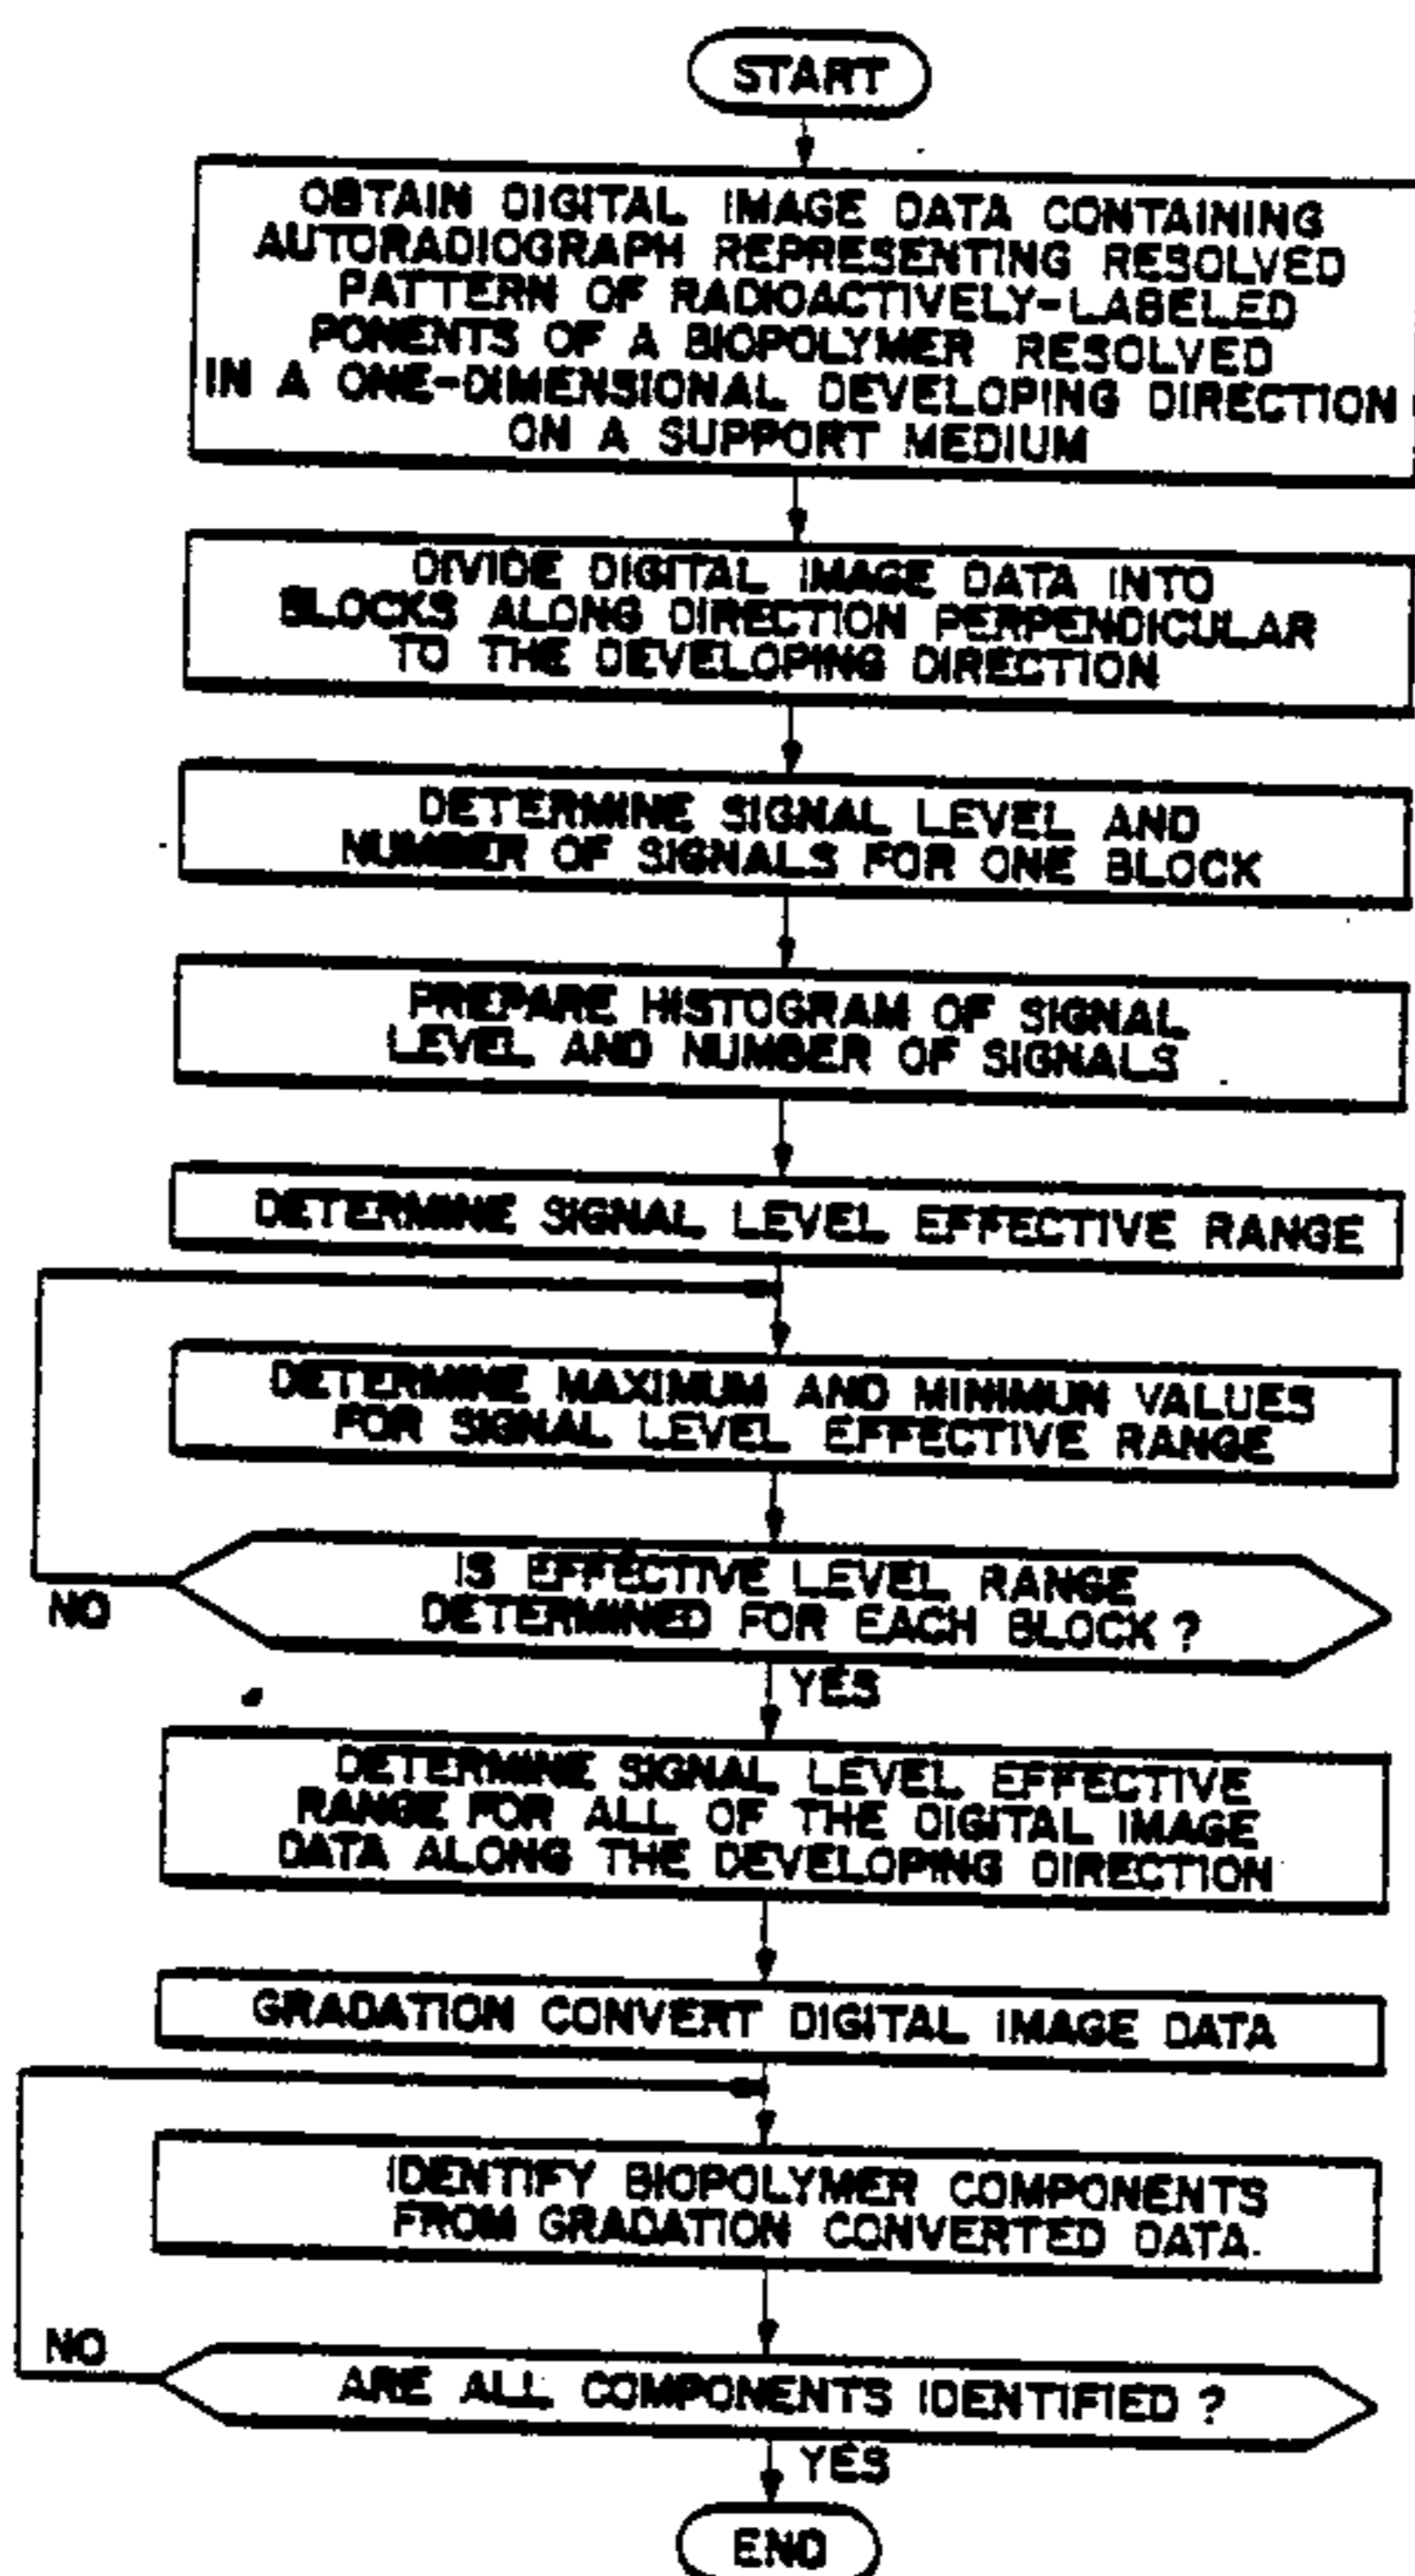 START
OBTAIN DIGITAL IMAGE DATA CONTAINING
AUTORADIOGRAPH REPRESENTING RESOLVED
PATTERN OF RADIOACTIVELY-LABELED
PONENTS OF A BIOPOLYMER RESOLVED
IN A ONE-DIMENSIONAL DEVELOPING DIRECTION
ON A SUPPORT MEDIUM
DIVIDE DIGITAL IMAGE DATA INTO
BLOCKS ALONG DIRECTION PERPENDICULAR
TO THE DEVELOPING DIRECTION
DETERMINE SIGNAL LEVEL AND
NUMBER OF SIGNALS FOR ONE BLOCK
PREPARE HISTOGRAM OF SIGNAL
LEVEL AND NUMBER OF SIGNALS
DETERMINE SIGNAL LEVEL EFFECTIVE RANGE
DETERMINE MAXIMUM AND MINIMUN VALUES
FOR SIGNAL LEVEL EFFECTIVE RANGE
IS EFFECTIVE LEVEL RANGE
DETERMINED FOR EACH BLOCK ?
NO
YES
DETERMINE SIGNAL LEVEL EFFECTIVE
RANGE FOR ALL OF THE DIGITAL IMAGE
DATA ALONG THE DEVELOPING DIRECTION
GRADATION CONVERT DIGITAL IMAGE DATA
IDENTIFY BIOPOLYMER COMPONENTS
FROM GRADATION CONVERTED DATA.
NO
ARE ALL COMPONENTS IDENTIFIED ?
YES
END